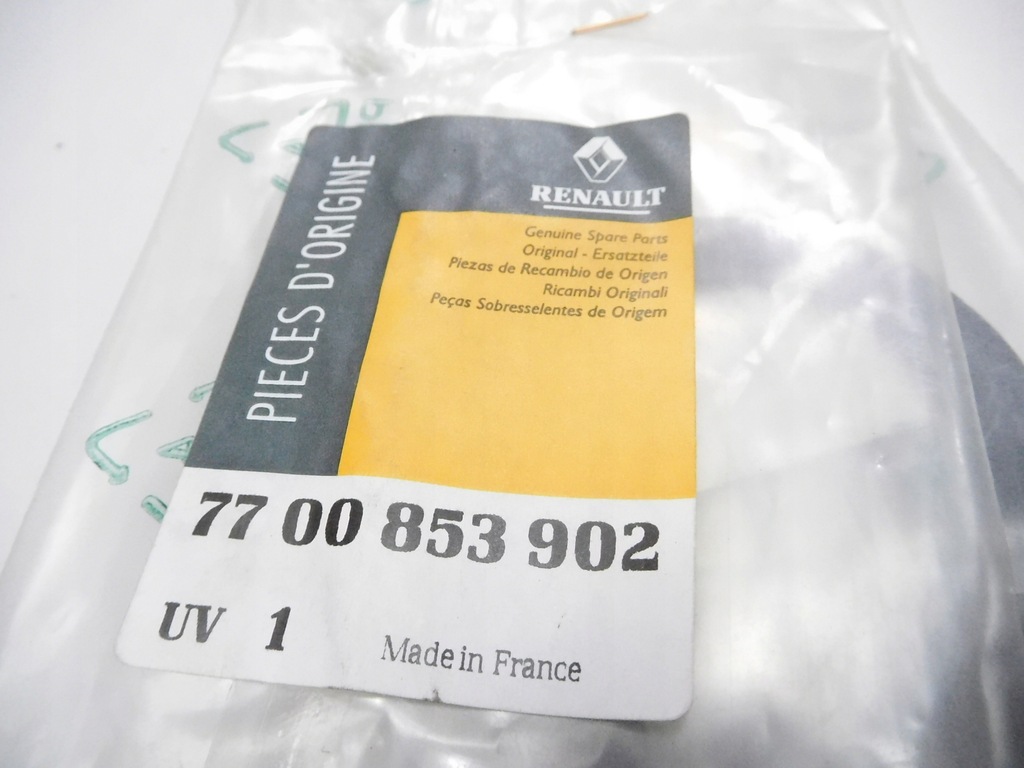 RENAULT
PIECES D'ORIGINE
Genuine Spare Parts
Original - Ersatzteile
Piezas de Recambio de Origen
Ricambi Originali
Peças Sobresselentes de Origem
77 00 853 902
UV 1
Made in France